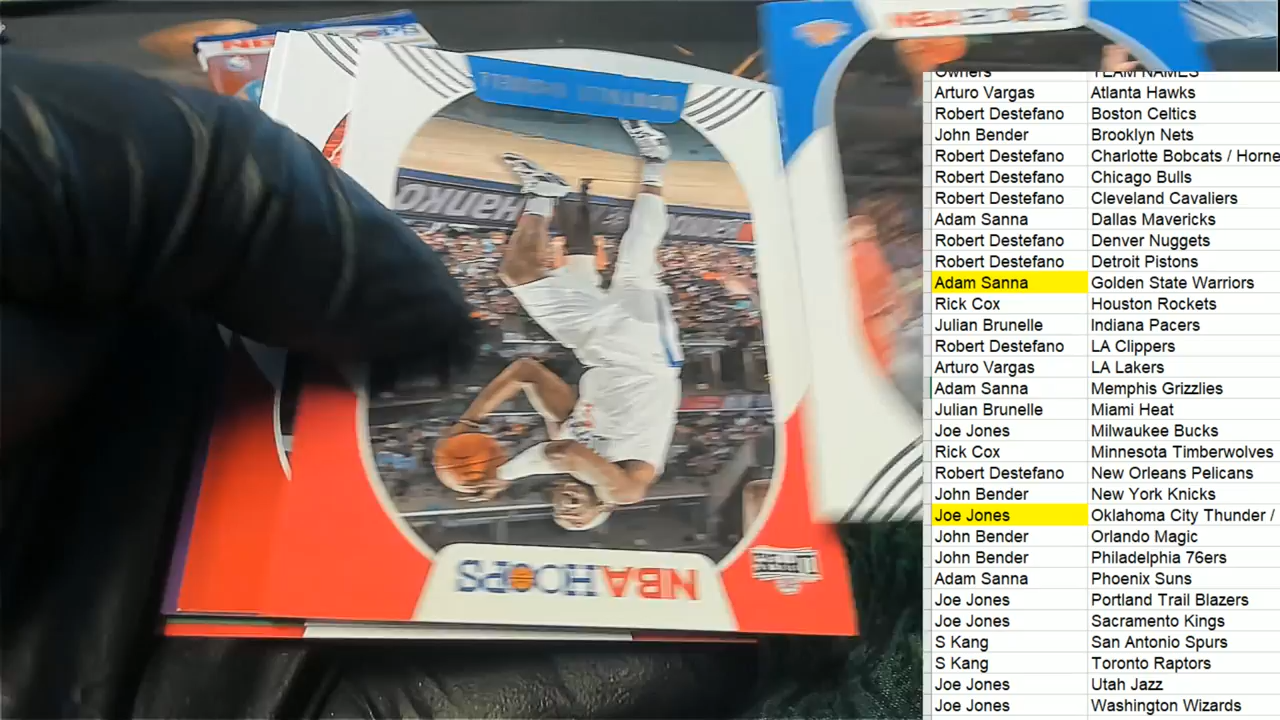 NBA HOOPS
Hankook
NBA HOOPS
Owners TEAM NAMES
Arturo Vargas Atlanta Hawks
Robert Destefano Boston Celtics
John Bender Brooklyn Nets
Robert Destefano Charlotte Bobcats / Horne
Robert Destefano Chicago Bulls
Robert Destefano Cleveland Cavaliers
Adam Sanna Dallas Mavericks
Robert Destefano Denver Nuggets
Robert Destefano Detroit Pistons
Adam Sanna Golden State Warriors
Rick Cox Houston Rockets
Julian Brunelle Indiana Pacers
Robert Destefano LA Clippers
Arturo Vargas LA Lakers
Adam Sanna Memphis Grizzlies
Julian Brunelle Miami Heat
Joe Jones Milwaukee Bucks
Rick Cox Minnesota Timberwolves
Robert Destefano New Orleans Pelicans
John Bender New York Knicks
Joe Jones Oklahoma City Thunder /
John Bender Orlando Magic
John Bender Philadelphia 76ers
Adam Sanna Phoenix Suns
Joe Jones Portland Trail Blazers
Joe Jones Sacramento Kings
S Kang San Antonio Spurs
S Kang Toronto Raptors
Joe Jones Utah Jazz
Joe Jones Washington Wizards